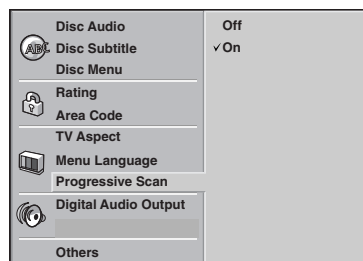 Disc Audio
Disc Subtitle
Disc Menu
Rating
Area Code
TV Aspect
Menu Language
Progressive Scan
Digital Audio Output
Others
Off
✓On
ABC